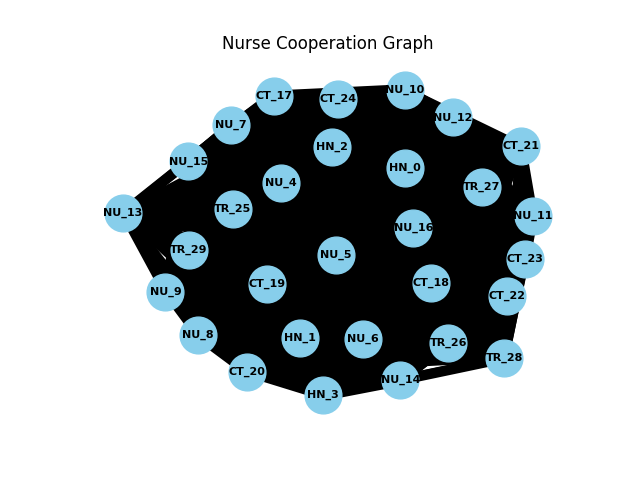 Nurse Cooperation Graph
NU_10
CT_17
CT_24
NU_12
NU_7
CT_21
HN_2
NU_15
HN_0
NU_4
TR_27
TR_25
NU_13
NU_11
NU_16
TR_29
NU_5
CT_23
CT_18
CT_19
NU_9
CT_22
NU_8
HN_1
NU_6
TR_26
TR_28
CT_20
NU_14
HN_3